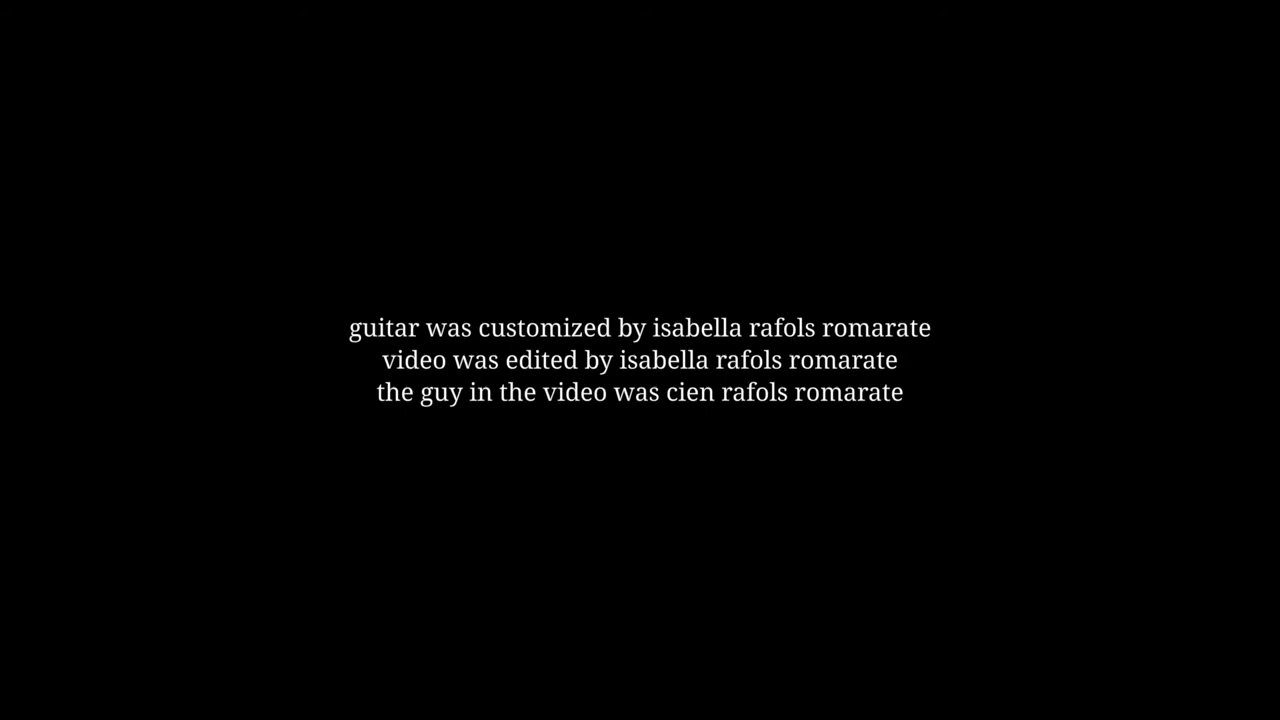 guitar was customized by isabella rafols romarate
video was edited by isabella rafols romarate
the guy in the video was cien rafols romarate